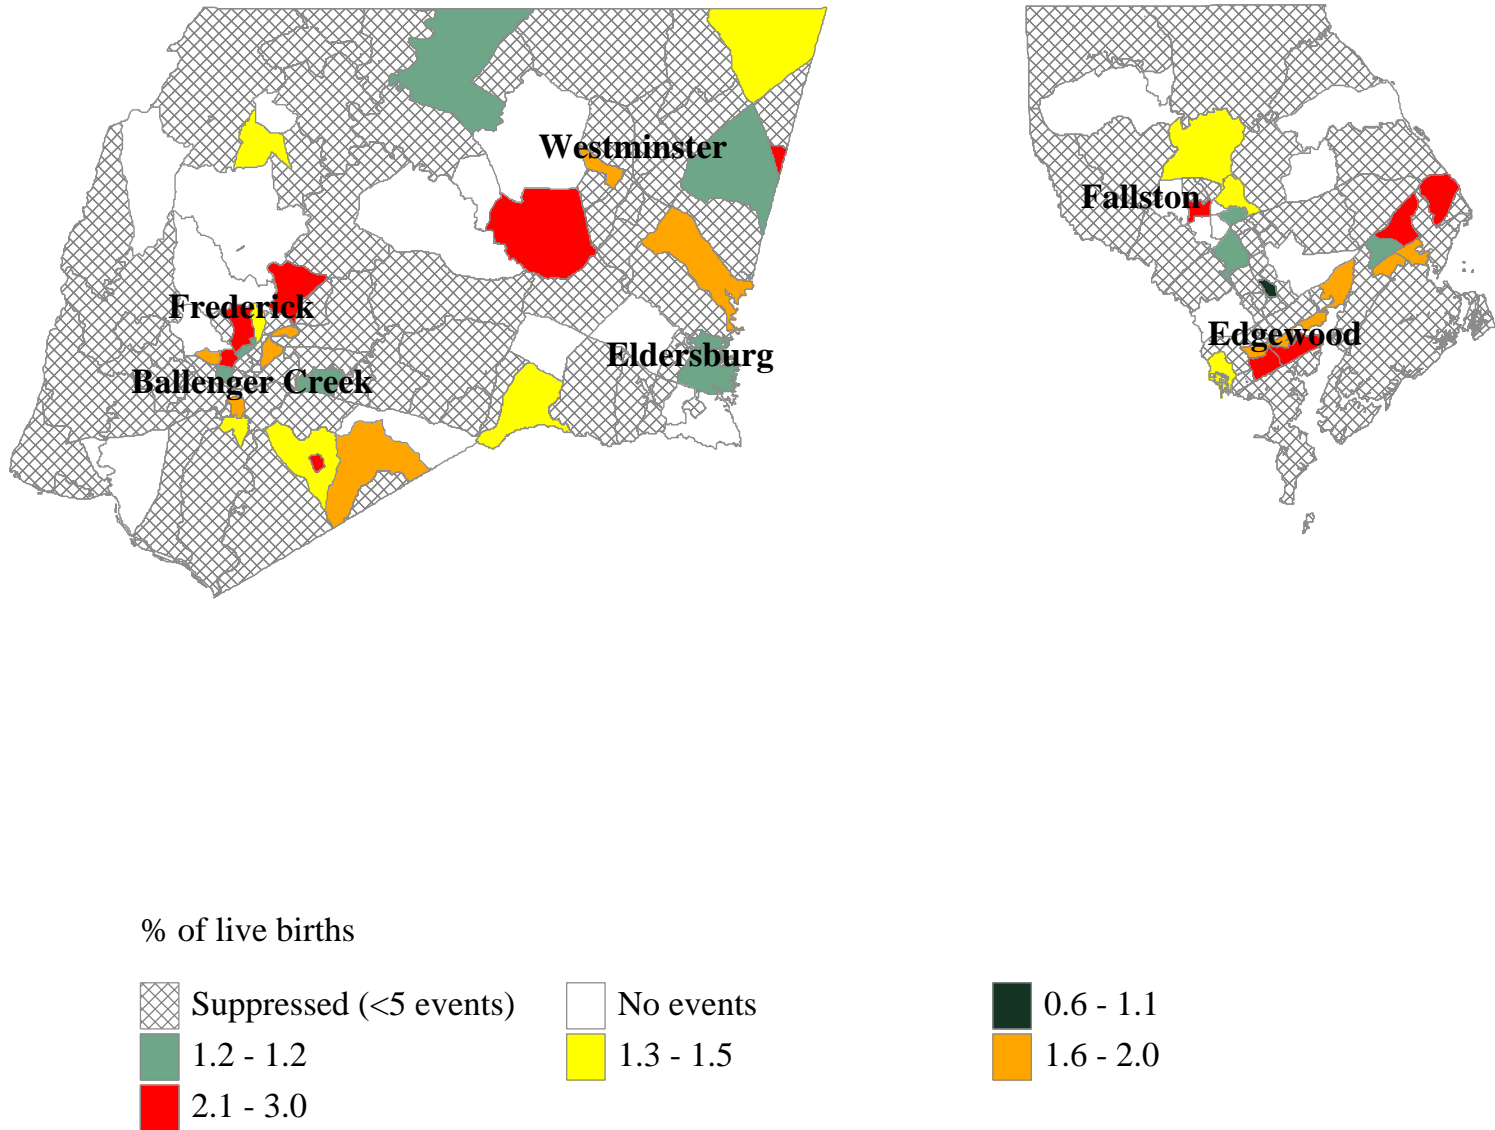 Westminster
Fallston
Frederick
Edgewood
Eldersburg
Ballenger Creek
% of live births
Suppressed (<5 events)
No events
0.6 - 1.1
1.2 - 1.2
1.3 - 1.5
1.6 - 2.0
2.1 - 3.0